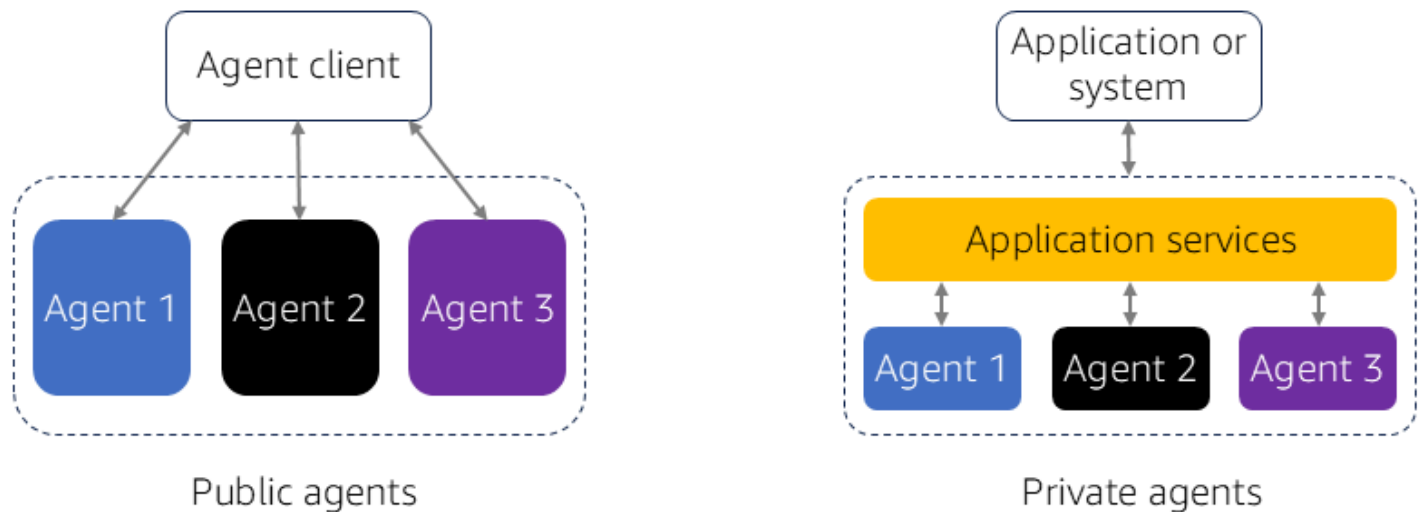 Agent client
Agent 1
Agent 2
Agent 3
Public agents
Application or
system
Application services
Agent 1
Agent 2
Agent 3
Private agents